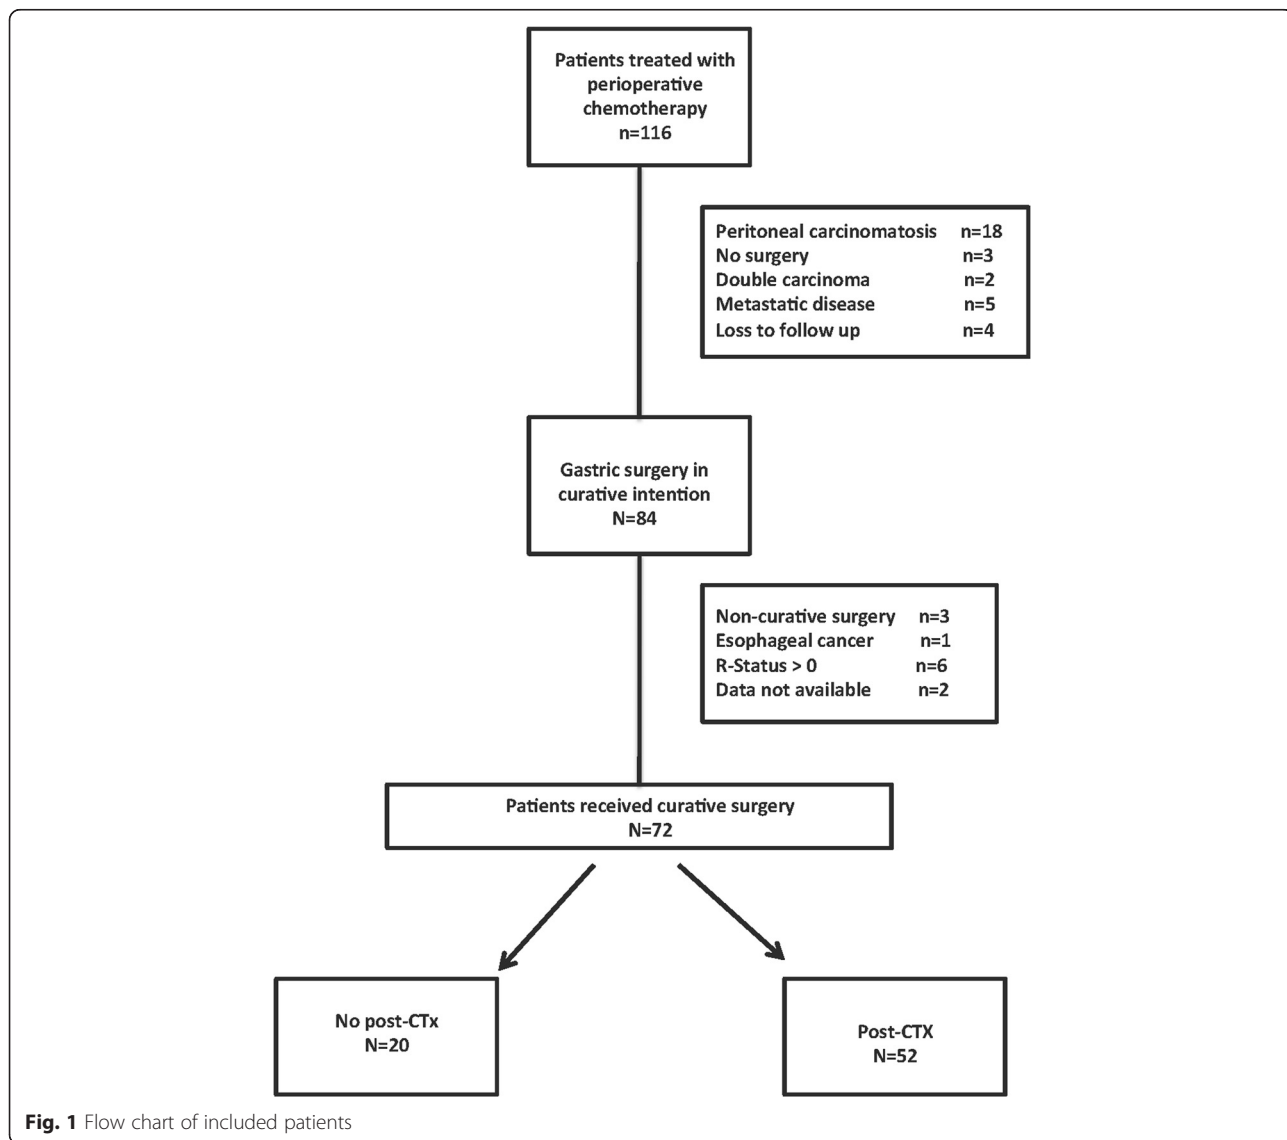 Patients treated with
perioperative
chemotherapy
n=116
Peritoneal carcinomatosis n=18
No surgery n=3
Double carcinoma n=2
Metastatic disease n=5
Loss to follow up n=4
Gastric surgery in
curative intention
N=84
Non-curative surgery n=3
Esophageal cancer n=1
R-Status > 0 n=6
Data not available n=2
Patients received curative surgery
N=72
No post-CTx
N=20
Post-CTX
N=52
Fig. 1 Flow chart of included patients